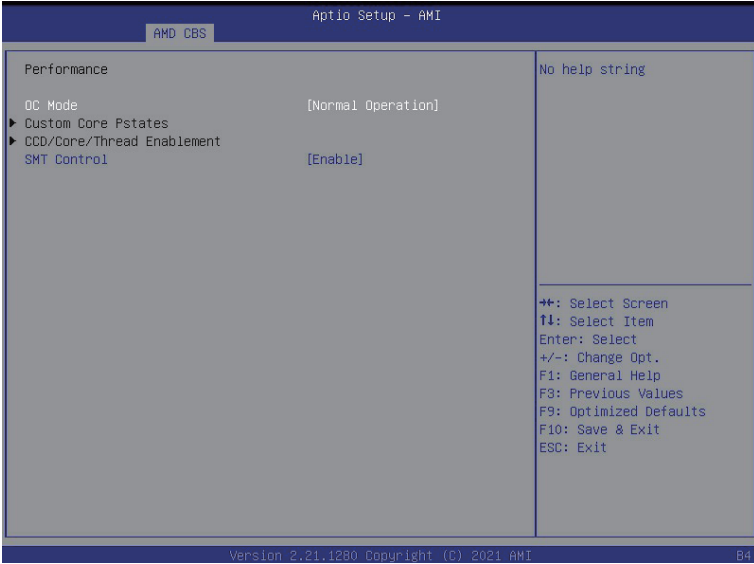 Aptio Setup – AMI
AMD CBS
Performance
OC Mode [Normal Operation]
▶ Custom Core Pstates
▶ CCD/Core/Thread Enablement
SMT Control [Enable]
No help string
→←: Select Screen
↑↓: Select Item
Enter: Select
+/-: Change Opt.
F1: General Help
F3: Previous Values
F9: Optimized Defaults
F10: Save & Exit
ESC: Exit
Version 2.21.1280 Copyright (C) 2021 AMI
B4